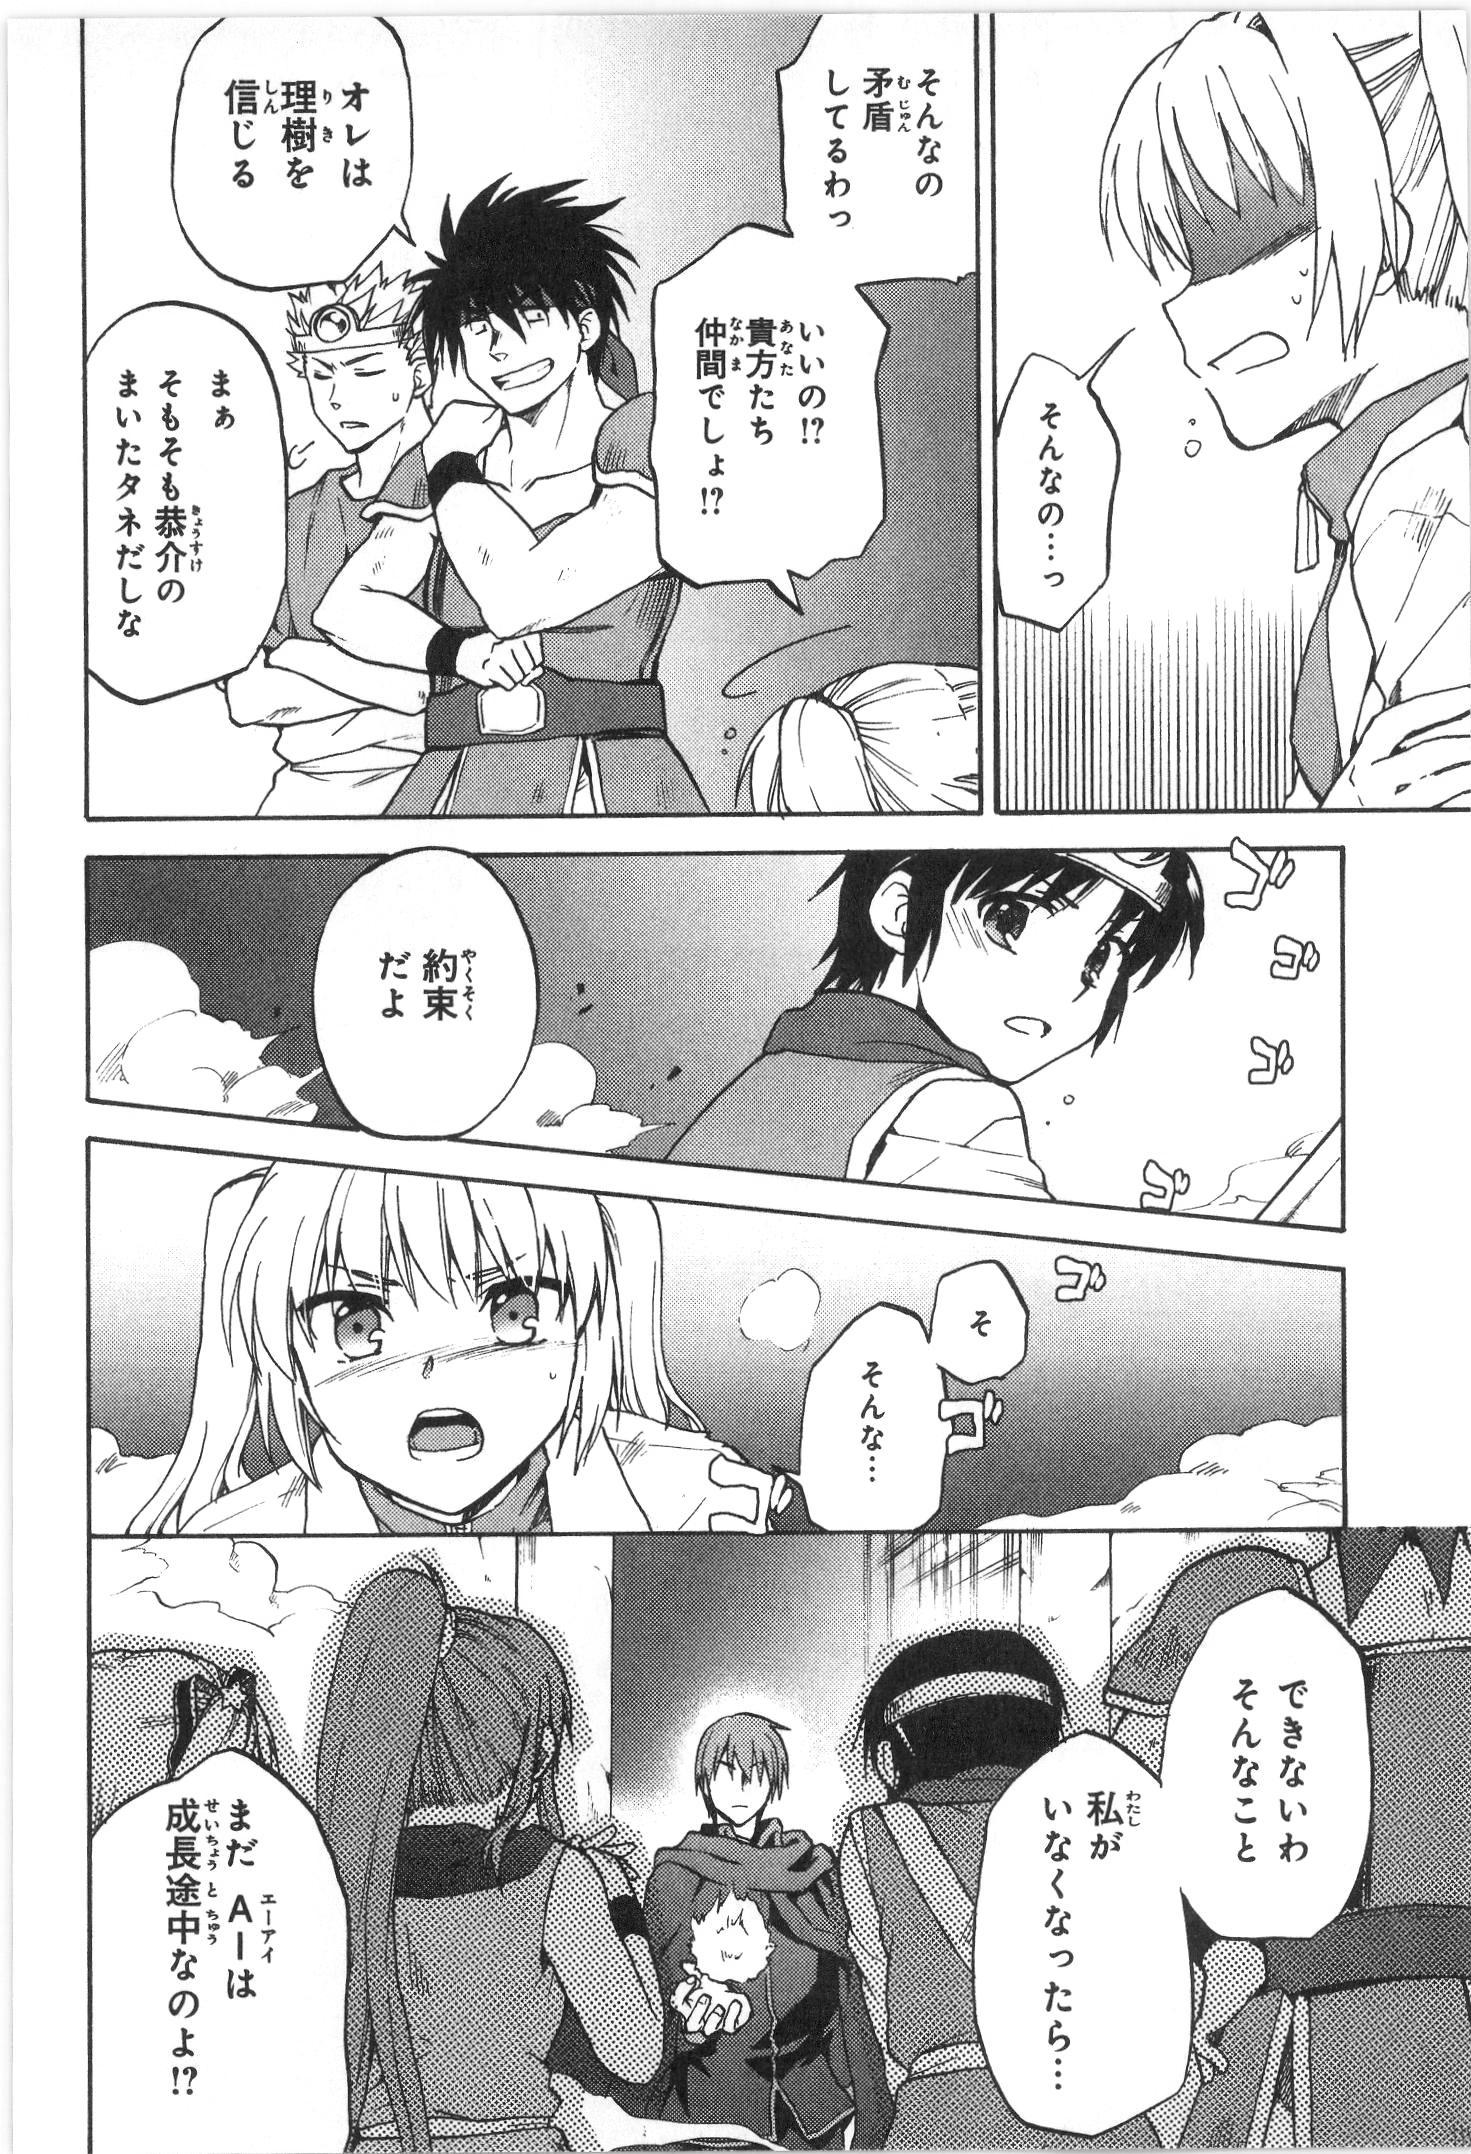 そんなの…っ
そんなの
矛盾
してるわっ
いいの!?
貴方たち
仲間でしょ!?
オレは
理樹を
信じる
まぁ
そもそも恭介の
まいたタネだしな
ゴ
ゴ
ゴ
ゴ
約束
だよ
ゴ
そ
そんな…
ゴ
ゴ
できないわ
そんなこと
私が
いなくなったら…
まだAIは
成長途中なのよ!?